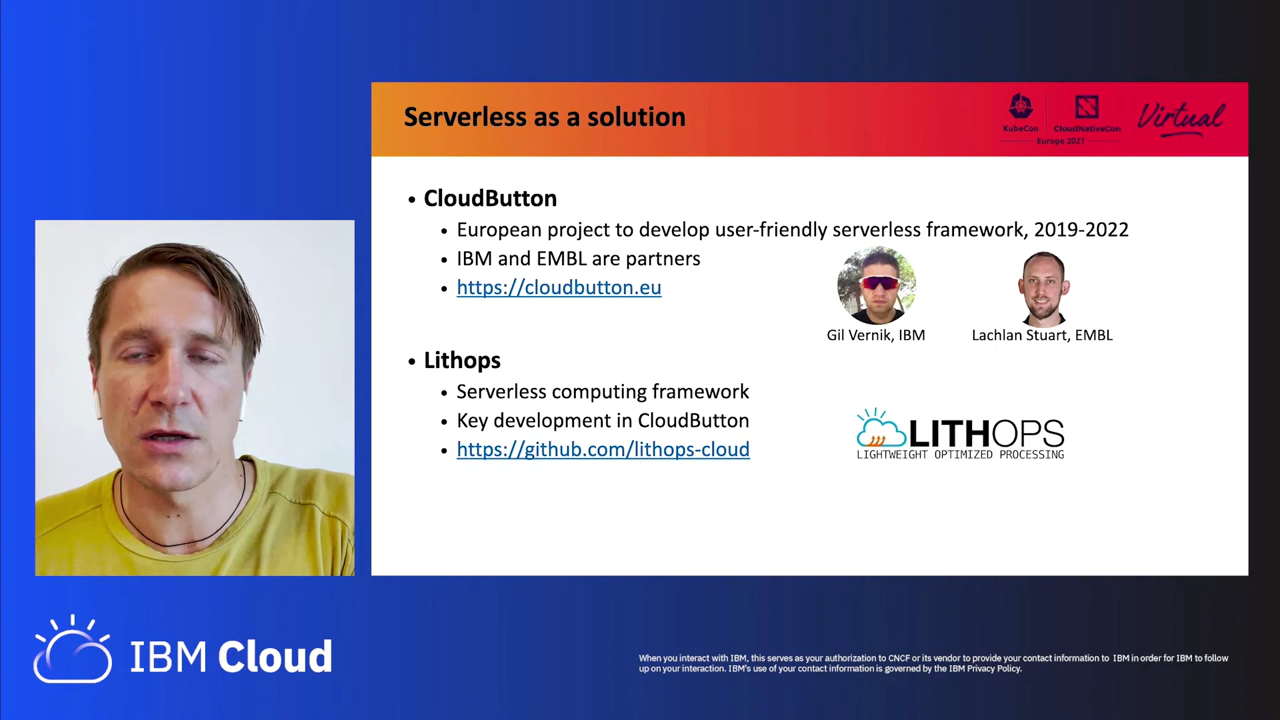 Serverless as a solution
KubeCon
CloudNativeCon
Europe 2021
Virtual
• CloudButton
• European project to develop user-friendly serverless framework, 2019-2022
• IBM and EMBL are partners
• https://cloudbutton.eu
Gil Vernik, IBM
Lachlan Stuart, EMBL
• Lithops
• Serverless computing framework
• Key development in CloudButton
• https://github.com/lithops-cloud
LITHOPS
LIGHTWEIGHT OPTIMIZED PROCESSING
IBM Cloud
When you interact with IBM, this serves as your authorization to CNCF or its vendor to provide your contact information to IBM in order for IBM to follow
up on your interaction. IBM's use of your contact information is governed by the IBM Privacy Policy.